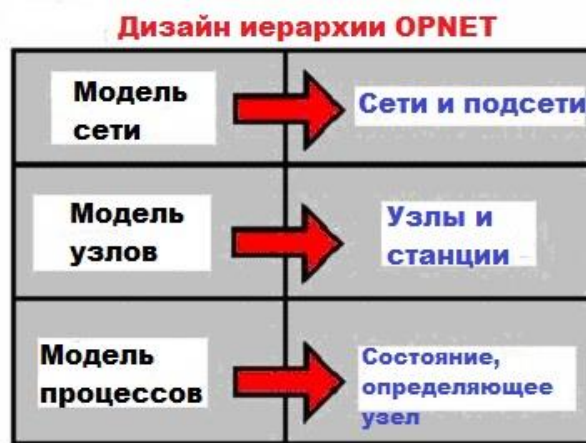 Дизайн иерархии OPNET
Модель
сети
Сети и подсети
Модель
узлов
Узлы и
станции
Модель
процессов
Состояние,
определяющее
узел